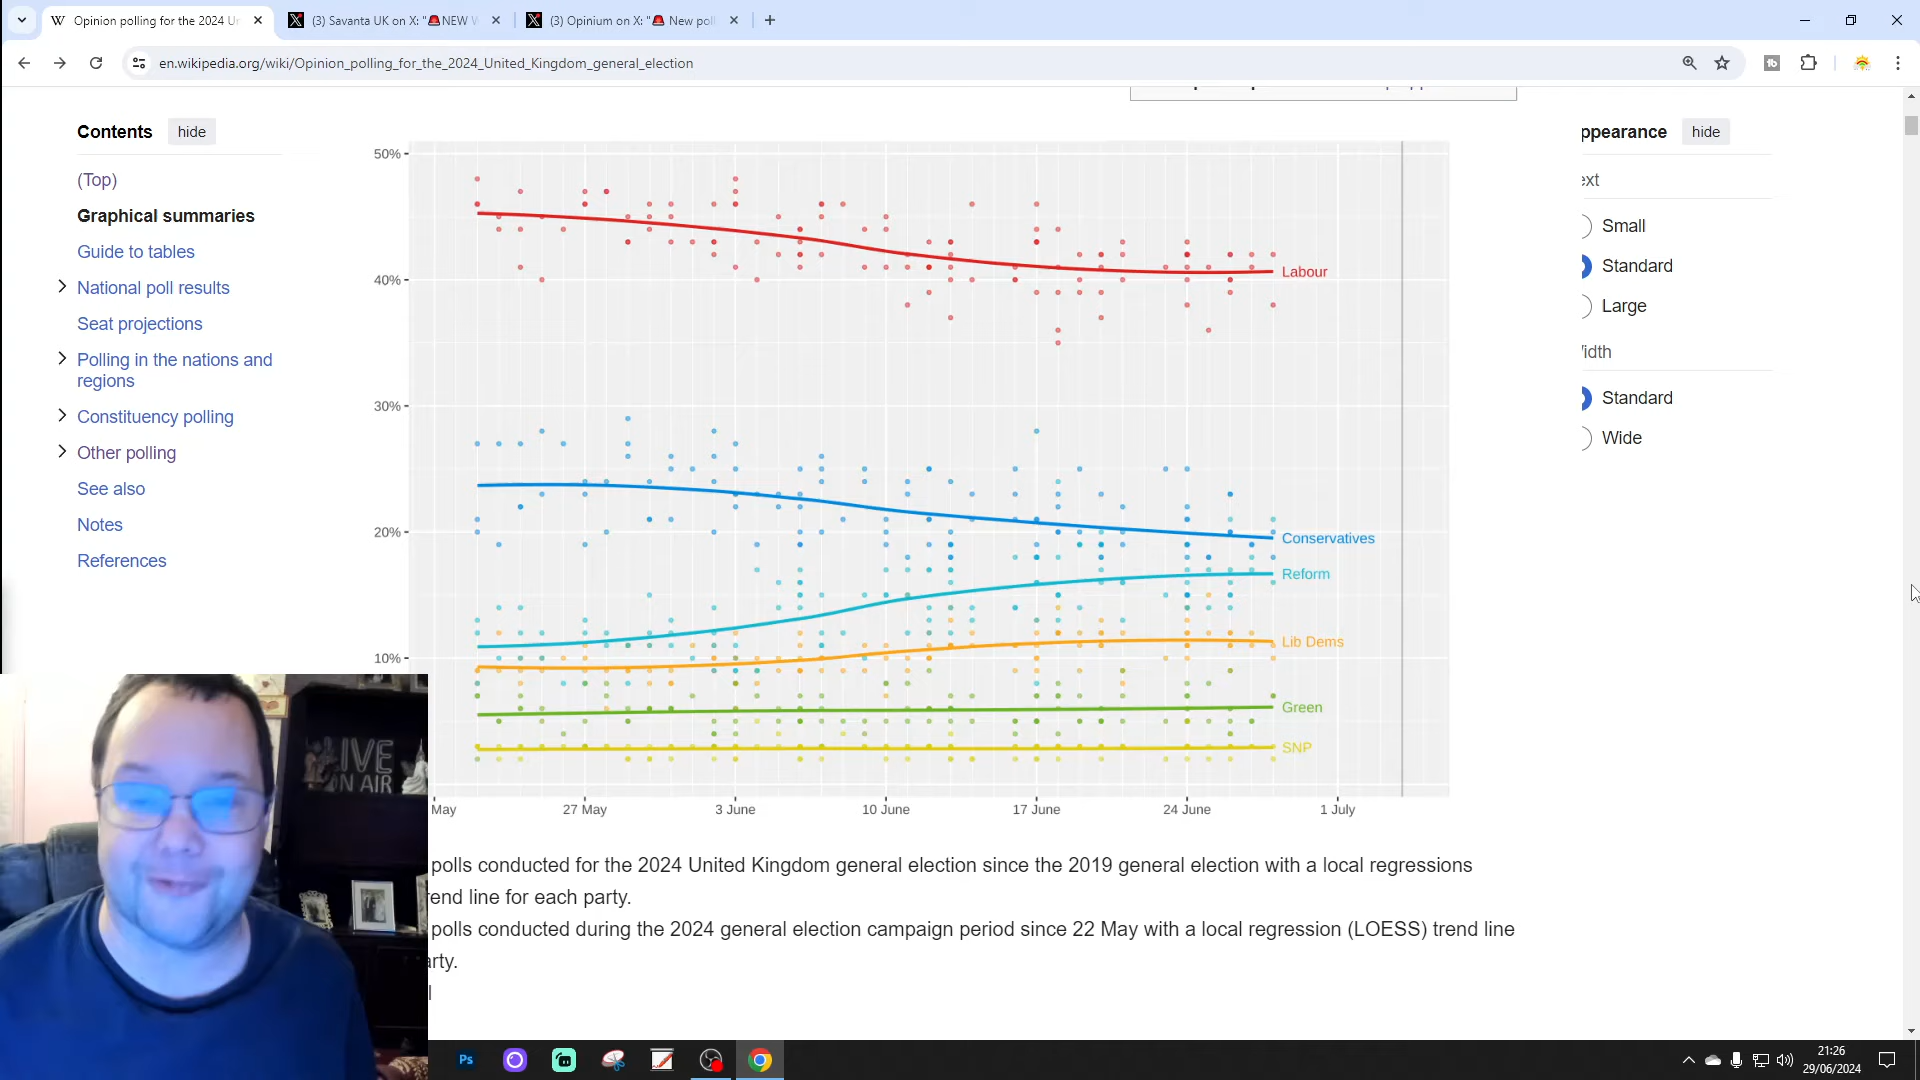 Opinion polling for the 2024 U
(3) Savanta UK on X: "🚨NEW W
(3) Opinium on X: "🚨 New poll
en.wikipedia.org/wiki/Opinion_polling_for_the_2024_United_Kingdom_general_election
Contents
hide
(Top)
Graphical summaries
Guide to tables
National poll results
Seat projections
Polling in the nations and
regions
Constituency polling
Other polling
See also
Notes
References
50%
40%
30%
20%
10%
Labour
Conservatives
Reform
Lib Dems
Green
SNP
May
27 May
3 June
10 June
17 June
24 June
1 July
ppearance
hide
ext
Small
Standard
Large
idth
Standard
Wide
LIVE
ON AIR
polls conducted for the 2024 United Kingdom general election since the 2019 general election with a local regressions
rend line for each party.
polls conducted during the 2024 general election campaign period since 22 May with a local regression (LOESS) trend line
arty.
Ps
21:26
29/06/2024